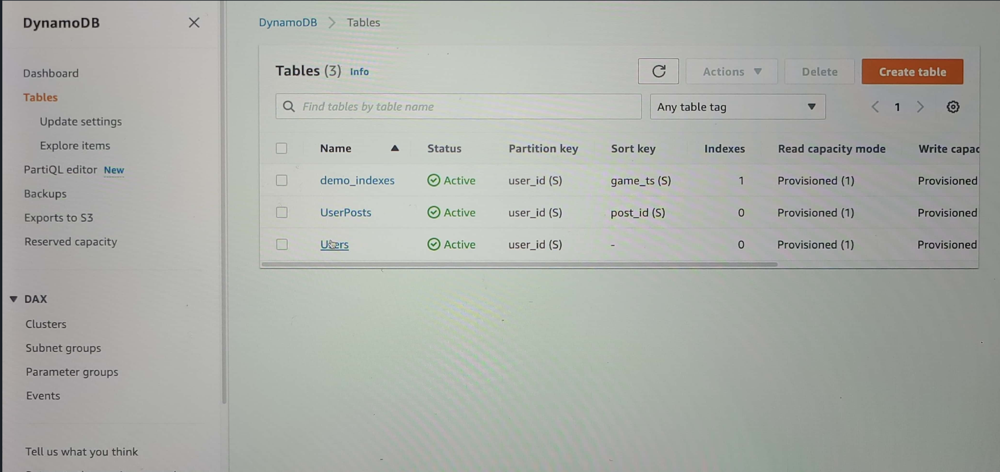 DynamoDB
Dashboard
Tables
Update settings
Explore items
PartiQL editor New
Backups
Exports to S3
Reserved capacity
DAX
Clusters
Subnet groups
Parameter groups
Events
Tell us what you think
DynamoDB > Tables
Tables (3) Info
Actions
Delete
Create table
Find tables by table name
Any table tag
1
Name Status Partition key Sort key Indexes Read capacity mode Write capac
demo_indexes Active user_id (S) game_ts (S) 1 Provisioned (1) Provisioned
UserPosts Active user_id (S) post_id (S) 0 Provisioned (1) Provisioned
Users Active user_id (S) - 0 Provisioned (1) Provisioned